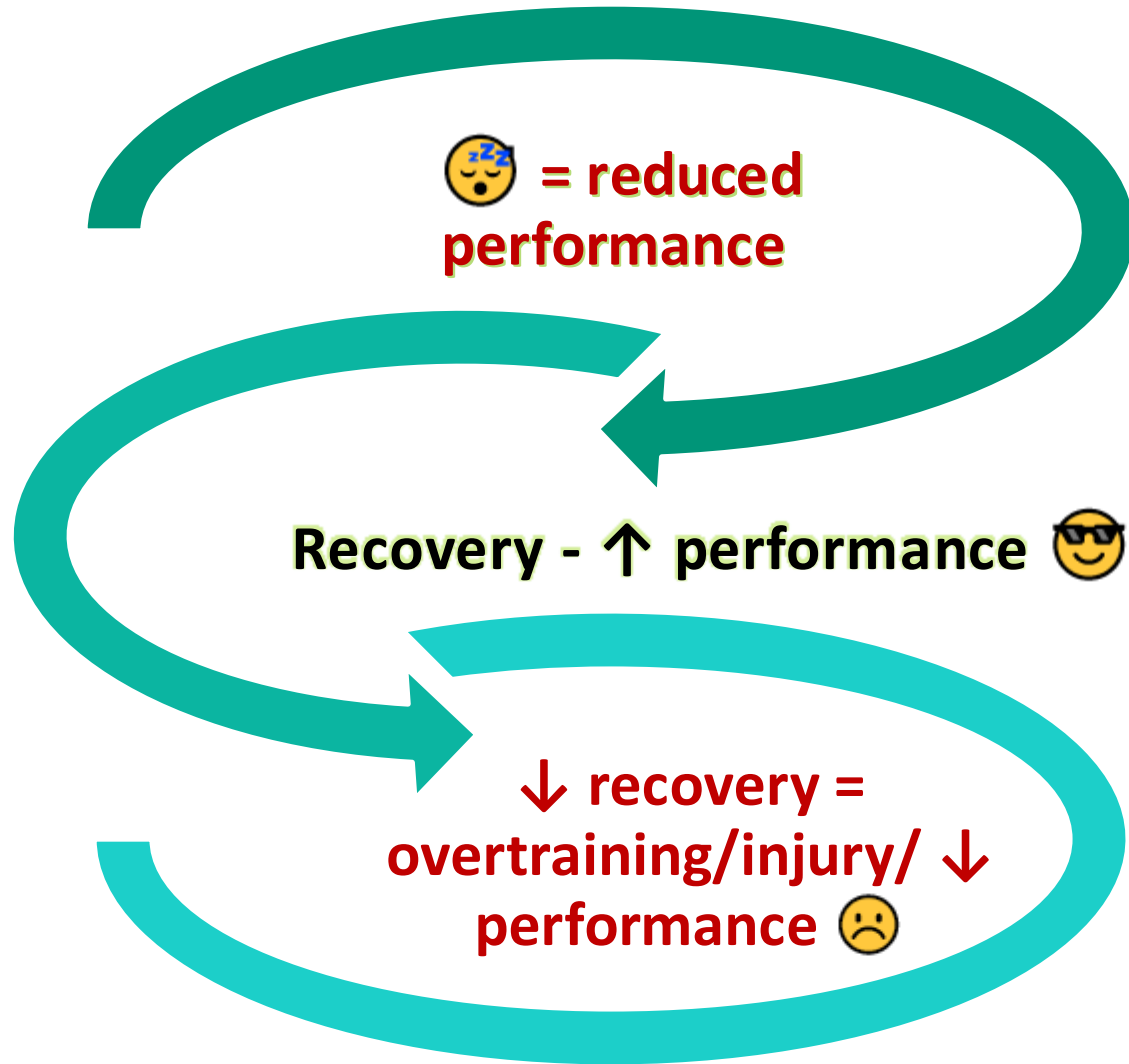 😴 = reduced
performance
Recovery - ↑ performance 😎
↓ recovery =
overtraining/injury/ ↓
performance ☹️